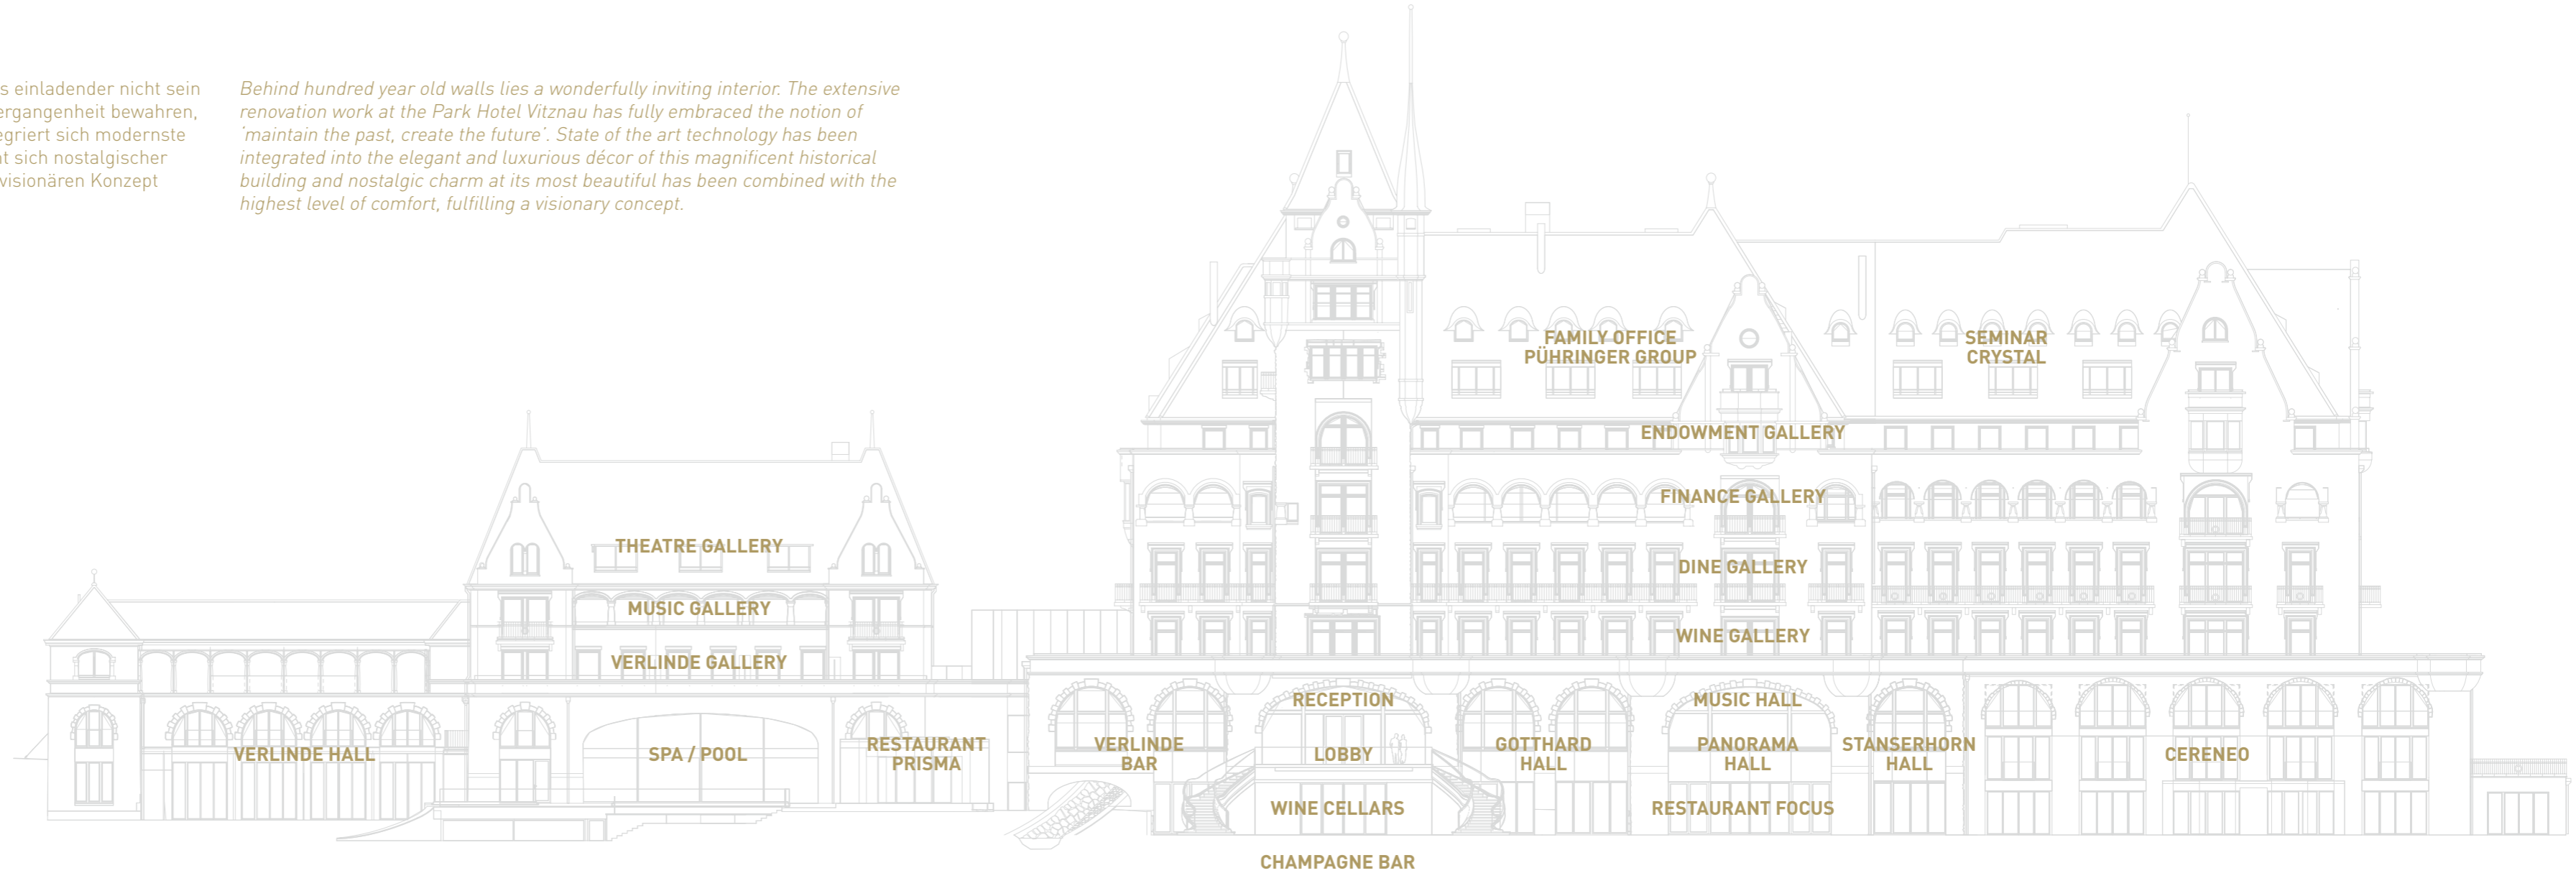 s einladender nicht sein
ergangenheit bewahren,
egriert sich modernste
nt sich nostalgischer
visionären Konzept
Behind hundred year old walls lies a wonderfully inviting interior. The extensive
renovation work at the Park Hotel Vitznau has fully embraced the notion of
'maintain the past, create the future'. State of the art technology has been
integrated into the elegant and luxurious décor of this magnificent historical
building and nostalgic charm at its most beautiful has been combined with the
highest level of comfort, fulfilling a visionary concept.
FAMILY OFFICE
PÜHRINGER GROUP
SEMINAR
CRYSTAL
ENDOWMENT GALLERY
FINANCE GALLERY
THEATRE GALLERY
DINE GALLERY
MUSIC GALLERY
WINE GALLERY
VERLINDE GALLERY
RECEPTION
MUSIC HALL
VERLINDE HALL
SPA / POOL
RESTAURANT
PRISMA
VERLINDE
BAR
LOBBY
GOTTHARD
HALL
PANORAMA
HALL
STANSERHORN
HALL
CERENEO
WINE CELLARS
RESTAURANT FOCUS
CHAMPAGNE BAR